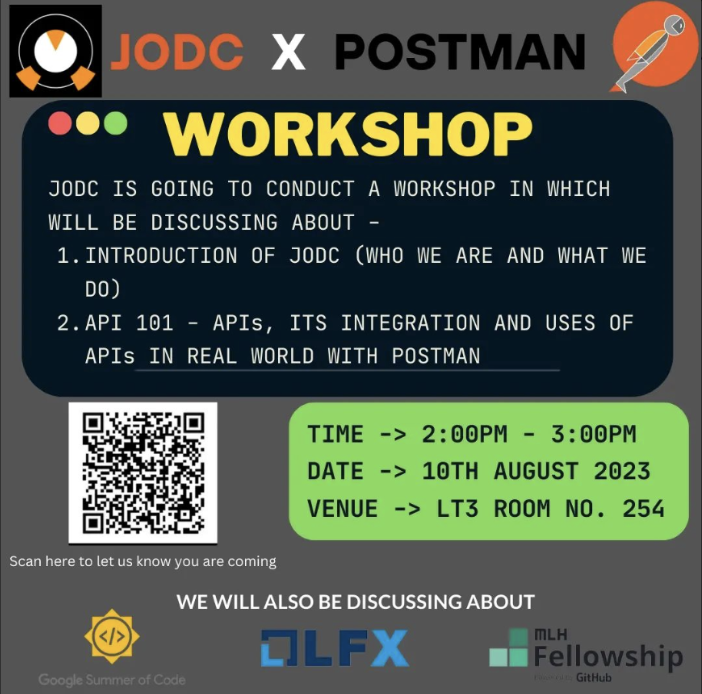 JODC X POSTMAN
WORKSHOP
JODC IS GOING TO CONDUCT A WORKSHOP IN WHICH
WILL BE DISCUSSING ABOUT -
1. INTRODUCTION OF JODC (WHO WE ARE AND WHAT WE
DO)
2. API 101 - APIs, ITS INTEGRATION AND USES OF
APIs IN REAL WORLD WITH POSTMAN
TIME -> 2:00PM - 3:00PM
DATE -> 10TH AUGUST 2023
VENUE -> LT3 ROOM NO. 254
Scan here to let us know you are coming
WE WILL ALSO BE DISCUSSING ABOUT
</>
Google Summer of Code
LFX
MLH
Fellowship
GitHub